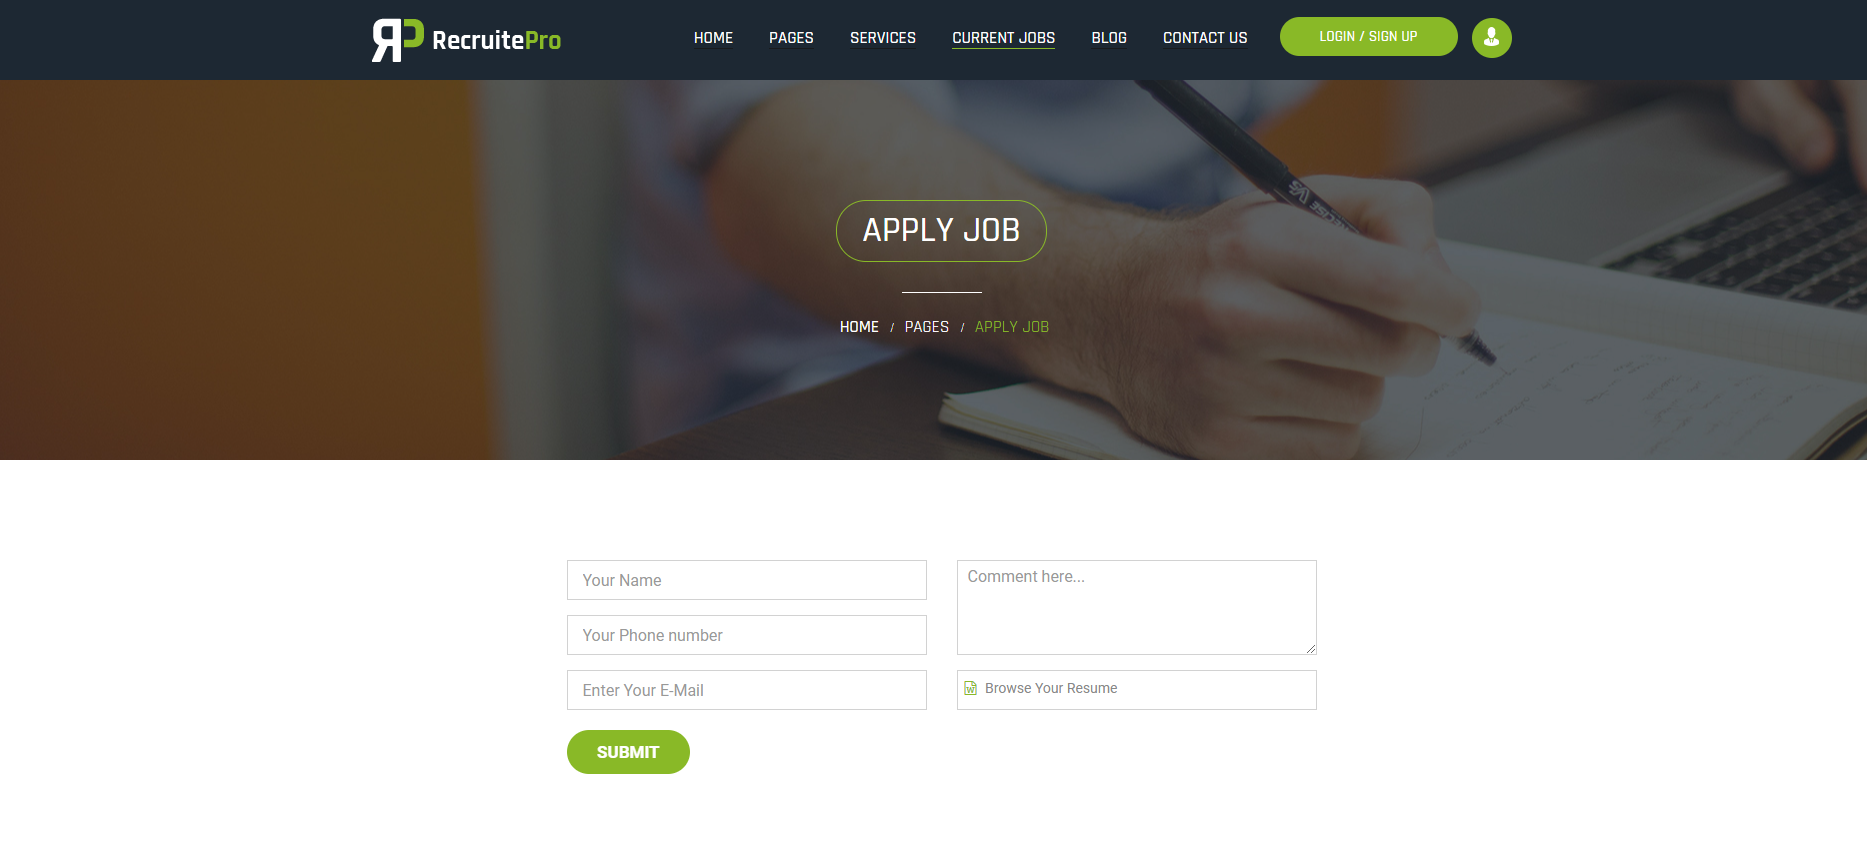 RecruitePro
HOME PAGES SERVICES CURRENT JOBS BLOG CONTACT US LOGIN / SIGN UP
APPLY JOB
HOME / PAGES / APPLY JOB
Your Name
Comment here...
Your Phone number
Enter Your E-Mail
Browse Your Resume
SUBMIT